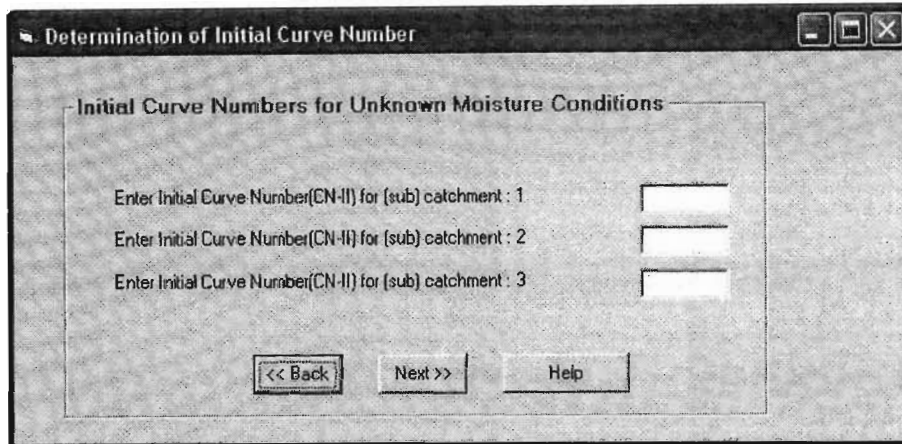 Determination of Initial Curve Number
Initial Curve Numbers for Unknown Moisture Conditions
Enter Initial Curve Number(CN-II) for (sub) catchment : 1
Enter Initial Curve Number(CN-II) for (sub) catchment : 2
Enter Initial Curve Number(CN-II) for (sub) catchment : 3
<< Back Next >> Help